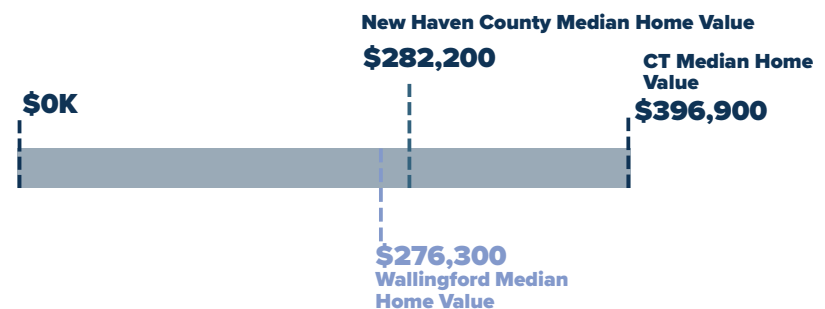 New Haven County Median Home Value
$282,200
CT Median Home
Value
$396,900
$0K
$276,300
Wallingford Median
Home Value